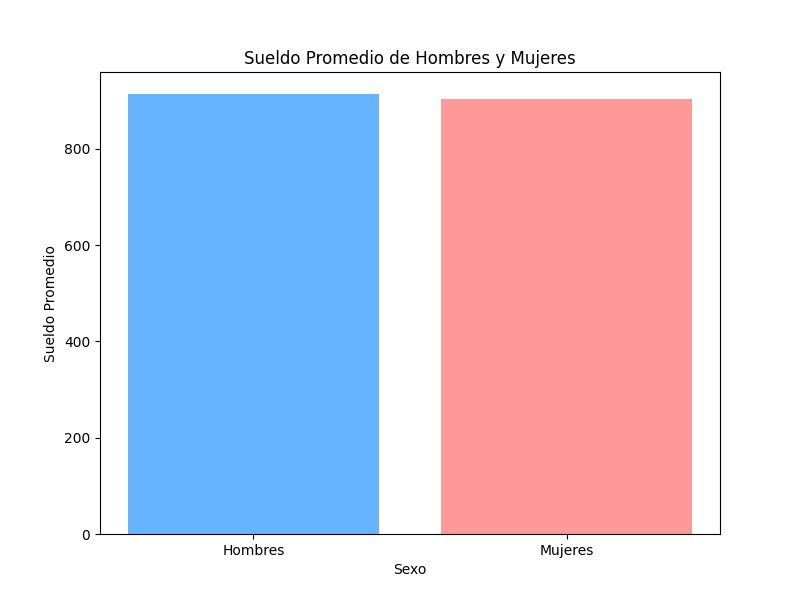 Sueldo Promedio de Hombres y Mujeres
Sueldo Promedio
800
600
400
200
0
Hombres
Mujeres
Sexo